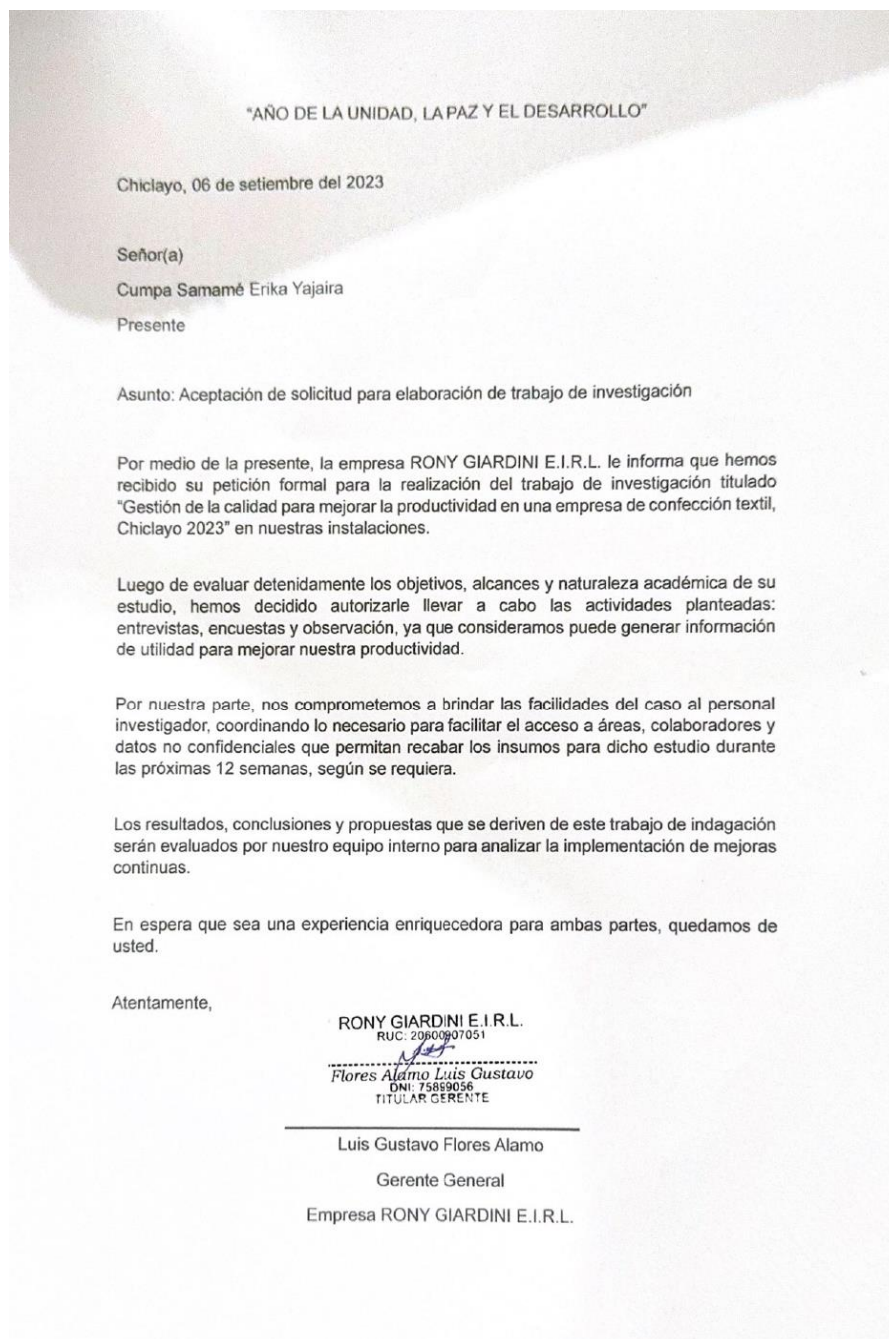 “AÑO DE LA UNIDAD, LA PAZ Y EL DESARROLLO”
Chiclayo, 06 de setiembre del 2023
Señor(a)
Cumpa Samamé Erika Yajaira
Presente
Asunto: Aceptación de solicitud para elaboración de trabajo de investigación
Por medio de la presente, la empresa RONY GIARDINI E.I.R.L. le informa que hemos
recibido su petición formal para la realización del trabajo de investigación titulado
“Gestión de la calidad para mejorar la productividad en una empresa de confección textil,
Chiclayo 2023” en nuestras instalaciones.
Luego de evaluar detenidamente los objetivos, alcances y naturaleza académica de su
estudio, hemos decidido autorizarle llevar a cabo las actividades planteadas:
entrevistas, encuestas y observación, ya que consideramos puede generar información
de utilidad para mejorar nuestra productividad.
Por nuestra parte, nos comprometemos a brindar las facilidades del caso al personal
investigador, coordinando lo necesario para facilitar el acceso a áreas, colaboradores y
datos no confidenciales que permitan recabar los insumos para dicho estudio durante
las próximas 12 semanas, según se requiera.
Los resultados, conclusiones y propuestas que se deriven de este trabajo de indagación
serán evaluados por nuestro equipo interno para analizar la implementación de mejoras
continuas.
En espera que sea una experiencia enriquecedora para ambas partes, quedamos de
usted.
Atentamente,
RONY GIARDINI E.I.R.L.
RUC: 20600907051
Flores Alamo Luis Gustavo
DNI: 75899056
TITULAR GERENTE
Luis Gustavo Flores Alamo
Gerente General
Empresa RONY GIARDINI E.I.R.L.